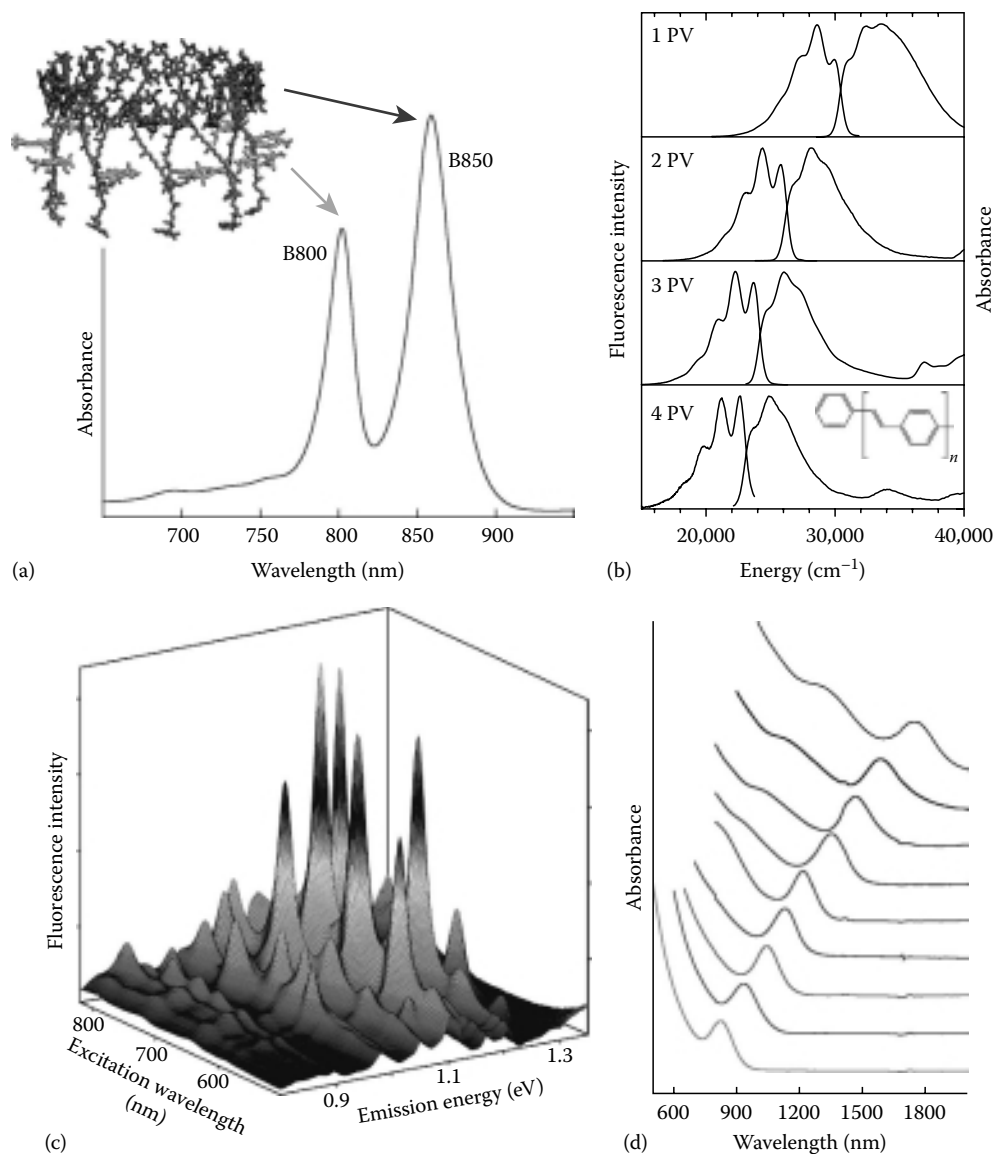 B850
B800
Absorbance
700
750
800
850
900
(a)
Wavelength (nm)
1 PV
2 PV
3 PV
4 PV
n
Fluorescence intensity
Absorbance
20,000
30,000
40,000
(b)
Energy (cm⁻¹)
Fluorescence intensity
800
700
600
Excitation wavelength
(nm)
0.9
1.1
1.3
Emission energy (eV)
(c)
Absorbance
600
900
1200
1500
1800
(d)
Wavelength (nm)